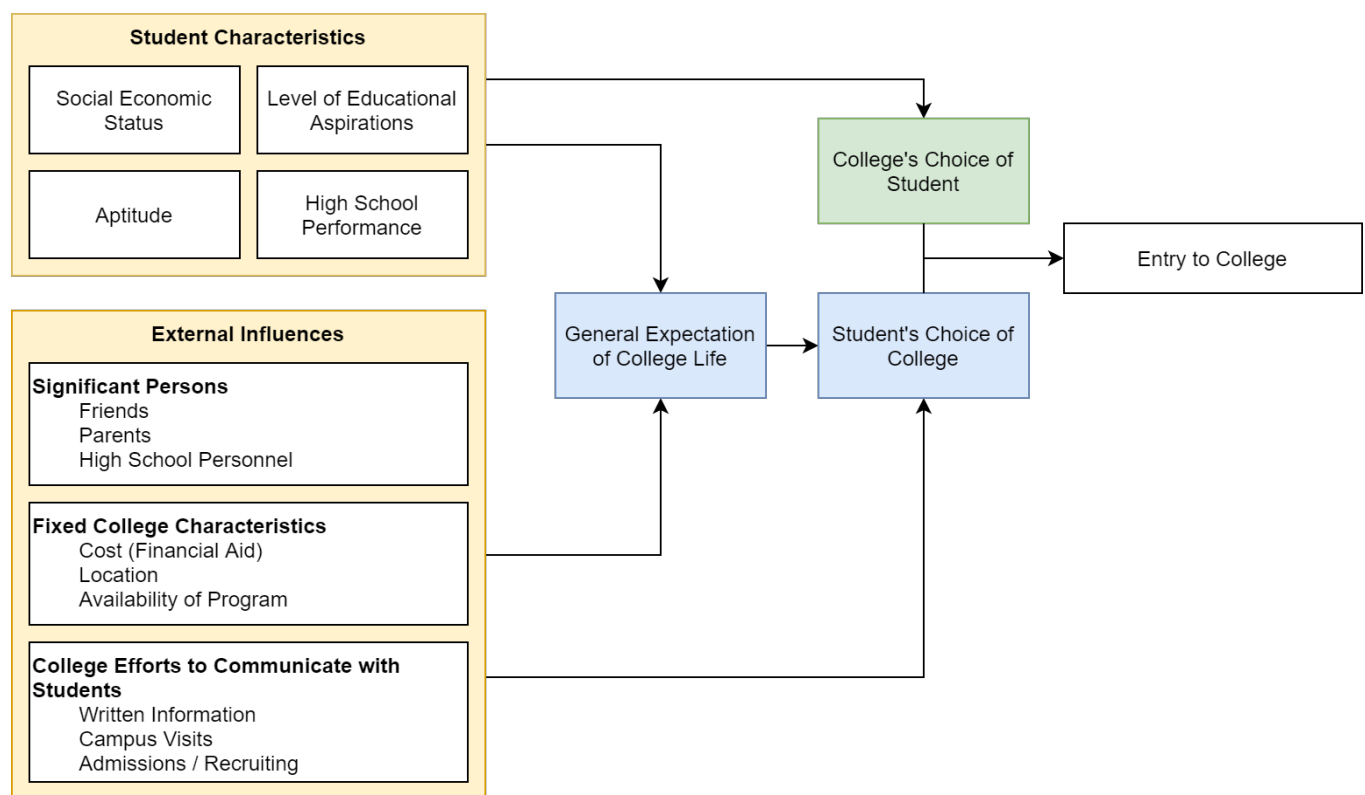 Student Characteristics
Social Economic
Status
Level of Educational
Aspirations
Aptitude
High School
Performance
External Influences
Significant Persons
Friends
Parents
High School Personnel
Fixed College Characteristics
Cost (Financial Aid)
Location
Availability of Program
College Efforts to Communicate with
Students
Written Information
Campus Visits
Admissions / Recruiting
General Expectation
of College Life
College's Choice of
Student
Student's Choice of
College
Entry to College